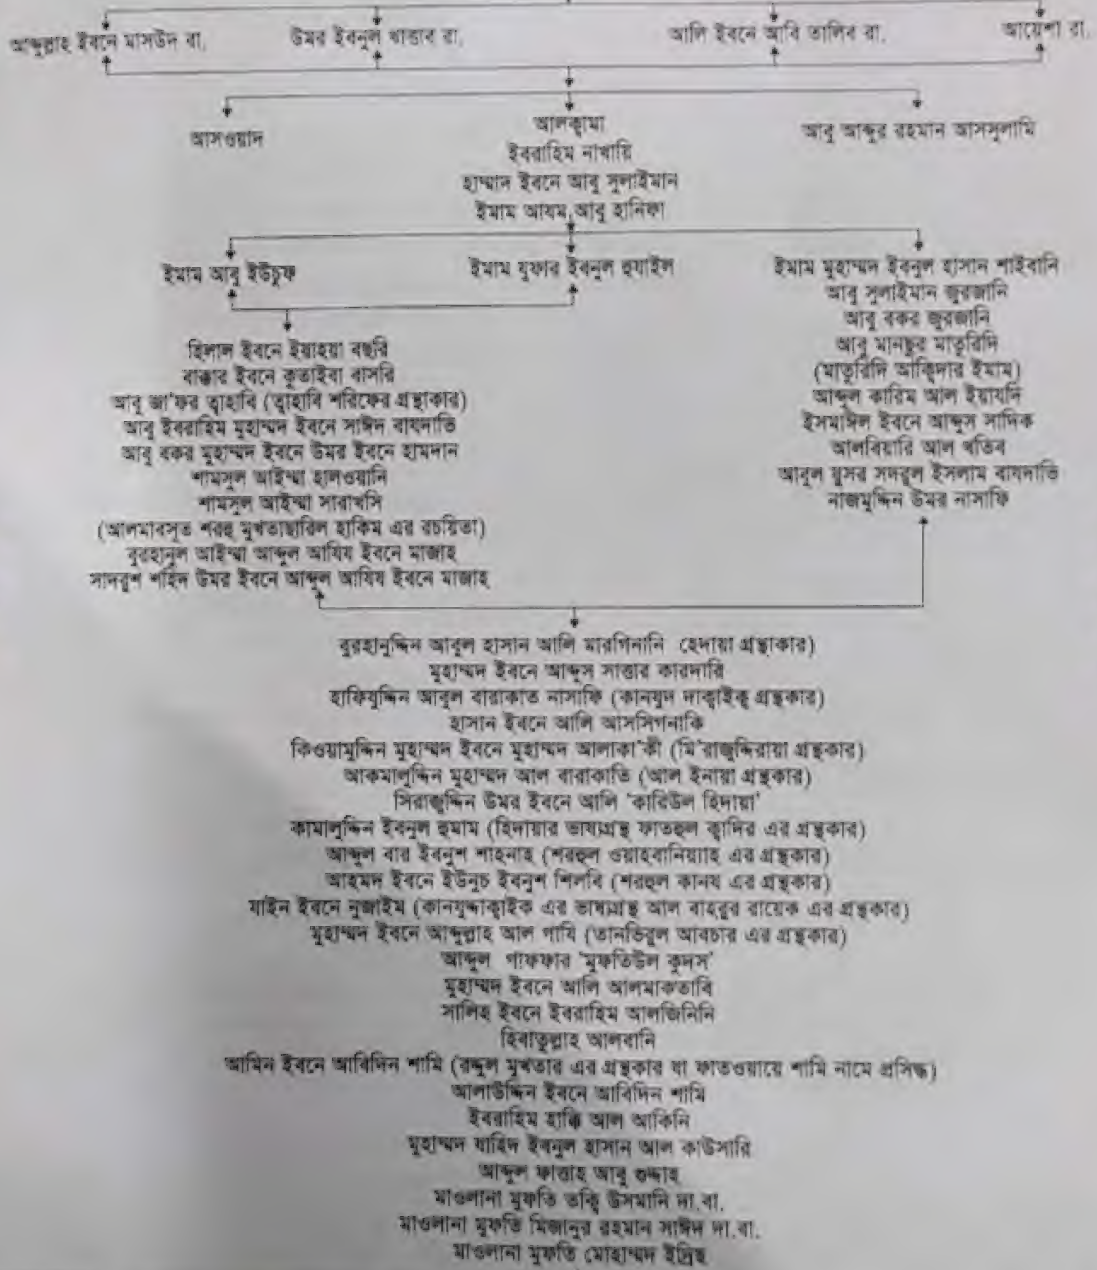 আব্দুল্লাহ ইবনে মাসউদ রা. উমর ইবনুল খাত্তাব রা. আলি ইবনে আবি তালিব রা. আয়েশা রা.
আসওয়াদ আলক্বামা আবু আব্দুর রহমান আসসুলামি
ইবরাহিম নাখায়ি
হাম্মাদ ইবনে আবু সুলাইমান
ইমাম আযম আবু হানিফা
ইমাম আবু ইউচুফ ইমাম যুফার ইবনুল হুযাইল
হিলাল ইবনে ইয়াহয়া বছরি
বাক্কার ইবনে কুতাইবা বাসরি
আবু জা'ফর ত্বাহাবি (ত্বাহাবি শরিফের গ্রন্থাকার)
আবু ইবরাহিম মুহাম্মদ ইবনে সাঈদ বাযদাভি
আবু বকর মুহাম্মদ ইবনে উমর ইবনে হামদান
শামসুল আইম্মা হালওয়ানি
শামসুল আইম্মা সারাখসি
(আলমাবসূত শরহু মুখতাছারিল হাকিম এর রচয়িতা)
বুরহানুল আইম্মা আব্দুল আযিয ইবনে মাজাহ
সাদরুশ শহিদ উমর ইবনে আব্দুল আযিয ইবনে মাজাহ
ইমাম মুহাম্মদ ইবনুল হাসান শাইবানি
আবু সুলাইমান জুরজানি
আবু বকর জুরজানি
আবু মানছুর মাতুরিদি
(মাতুরিদি আক্বিদার ইমাম)
আব্দুল কারিম আল ইয়াযদি
ইসমাঈল ইবনে আব্দুস সাদিক
আলবিয়ারি আল খতিব
আবুল য়ুসর সদরুল ইসলাম বাযদাভি
নাজমুদ্দিন উমর নাসাফি
বুরহানুদ্দিন আবুল হাসান আলি মারগিনানি হেদায়া গ্রন্থাকার)
মুহাম্মদ ইবনে আব্দুস সাত্তার কারদারি
হাফিযুদ্দিন আবুল বারাকাত নাসাফি (কানযুদ দাক্বাইক্ব গ্রন্থকার)
হাসান ইবনে আলি আসসিগনাকি
কিওয়ামুদ্দিন মুহাম্মদ ইবনে মুহাম্মদ আলাকা'কী (মি'রাজুদ্দিরায়া গ্রন্থকার)
আকমালুদ্দিন মুহাম্মদ আল বারাকাতি (আল ইনায়া গ্রন্থকার)
সিরাজুদ্দিন উমর ইবনে আলি 'কারিউল হিদায়া'
কামালুদ্দিন ইবনুল হুমাম (হিদায়ার ভাষ্যগ্রন্থ ফাতহুল ক্বাদির এর গ্রন্থকার)
আব্দুল বার ইবনুশ শাহনাহ (শরহুল ওয়াহবানিয়্যাহ এর গ্রন্থকার)
আহমদ ইবনে ইউনুচ ইবনুশ শিলবি (শরহুল কানয এর গ্রন্থকার)
যাইন ইবনে নুজাইম (কানযুদ্দাক্বাইক এর ভাষ্যগ্রন্থ আল বাহরুর রায়েক এর গ্রন্থকার)
মুহাম্মদ ইবনে আব্দুল্লাহ আল গাযি (তানভিরুল আবচার এর গ্রন্থকার)
আব্দুল গাফফার 'মুফতিউল কুদস'
মুহাম্মদ ইবনে আলি আলমাকতাবি
সালিহ ইবনে ইবরাহিম আলজিনিনি
হিবাতুল্লাহ আলবানি
আমিন ইবনে আবিদিন শামি (রদ্দুল মুখতার এর গ্রন্থকার যা ফাতওয়ায়ে শামি নামে প্রসিদ্ধ)
আলাউদ্দিন ইবনে আবিদিন শামি
ইবরাহিম হাক্কি আল আকিনি
মুহাম্মদ যাহিদ ইবনুল হাসান আল কাউসারি
আব্দুল ফাত্তাহ আবু গুদ্দাহ
মাওলানা মুফতি তক্বি উসমানি দা.বা.
মাওলানা মুফতি মিজানুর রহমান সাঈদ দা.বা.
মাওলানা মুফতি মোহাম্মদ ইদ্রিছ